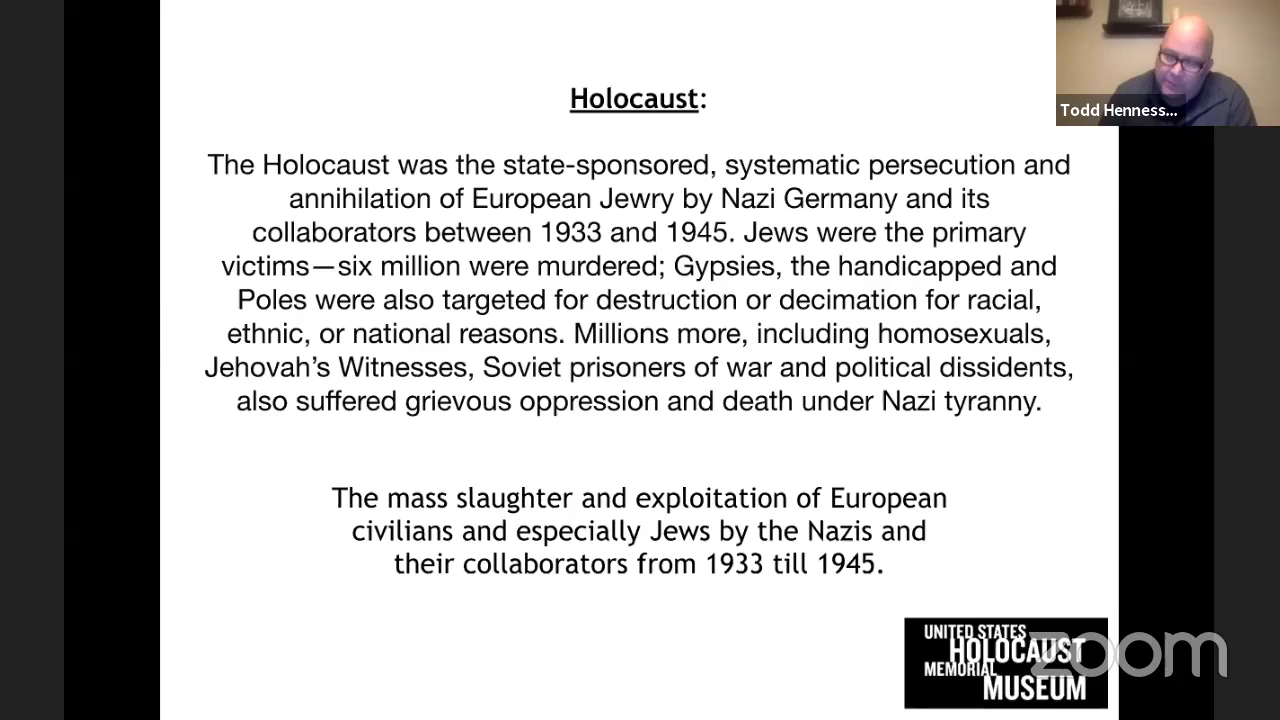 Holocaust:
The Holocaust was the state-sponsored, systematic persecution and
annihilation of European Jewry by Nazi Germany and its
collaborators between 1933 and 1945. Jews were the primary
victims—six million were murdered; Gypsies, the handicapped and
Poles were also targeted for destruction or decimation for racial,
ethnic, or national reasons. Millions more, including homosexuals,
Jehovah’s Witnesses, Soviet prisoners of war and political dissidents,
also suffered grievous oppression and death under Nazi tyranny.
The mass slaughter and exploitation of European
civilians and especially Jews by the Nazis and
their collaborators from 1933 till 1945.
Todd Henness...
UNITED STATES
HOLOCAUST
MEMORIAL
MUSEUM
zoom